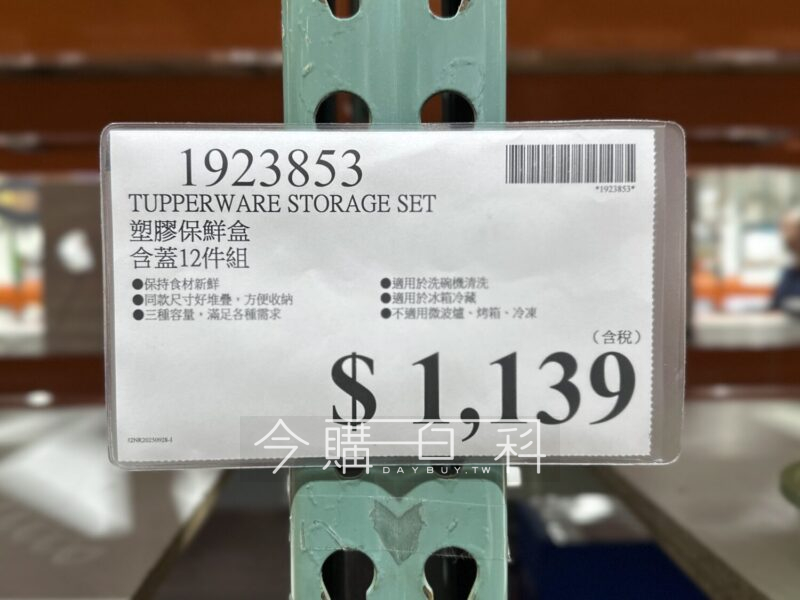 1923853
*1923853*
TUPPERWARE STORAGE SET
塑膠保鮮盒
含蓋12件組
●保持食材新鮮
●同款尺寸好堆疊，方便收納
●三種容量，滿足各種需求
●適用於洗碗機清洗
●適用於冰箱冷藏
●不適用微波爐、烤箱、冷凍
（含稅）
$ 1,139
今購百科
DAYBUY.TW